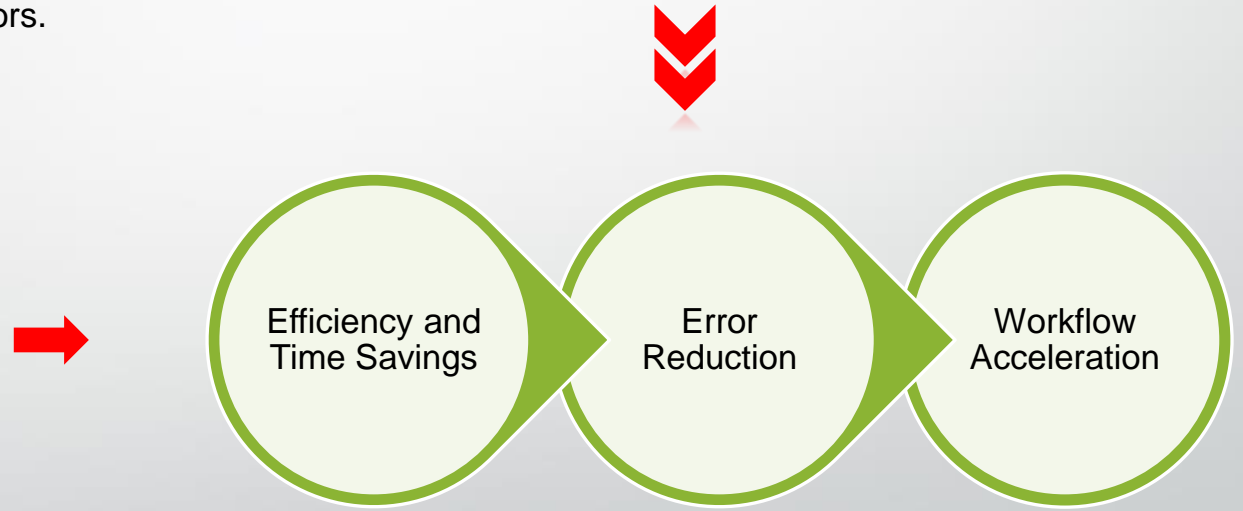 ors.
Efficiency and
Time Savings
Error
Reduction
Workflow
Acceleration